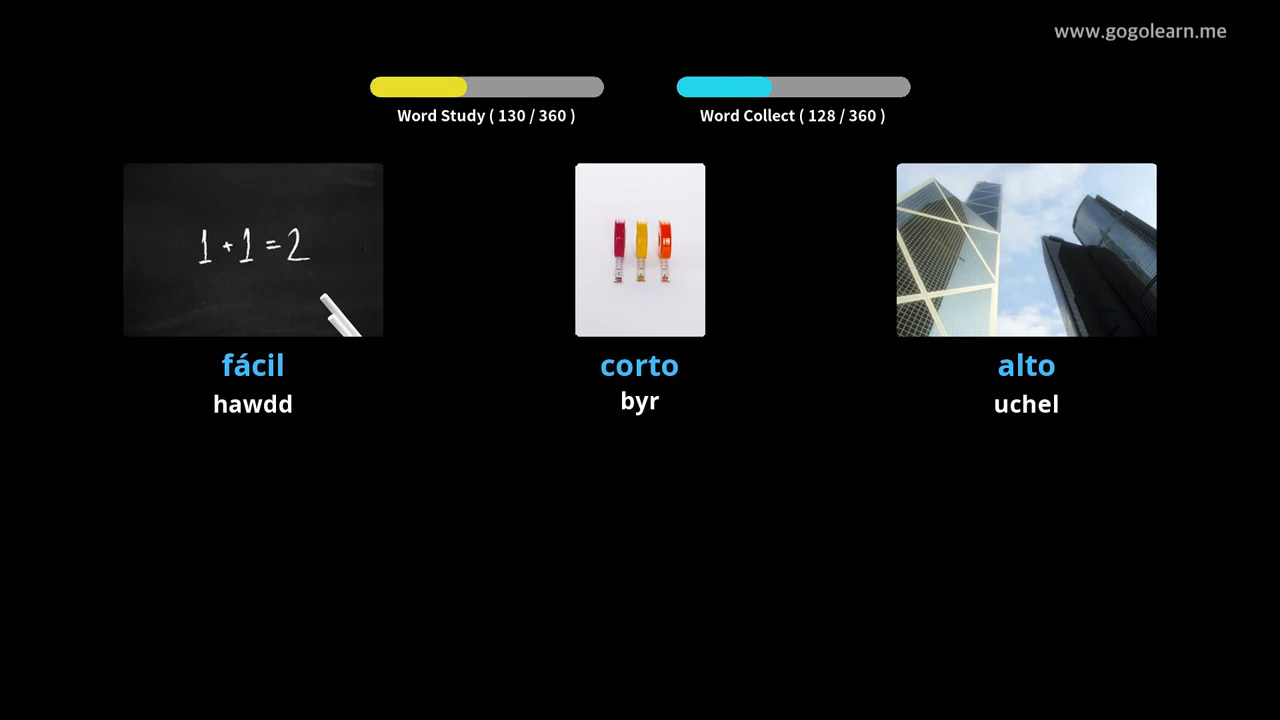 www.gogolearn.me
Word Study ( 130 / 360 )
Word Collect ( 128 / 360 )
1 + 1 = 2
fácil
hawdd
corto
byr
alto
uchel